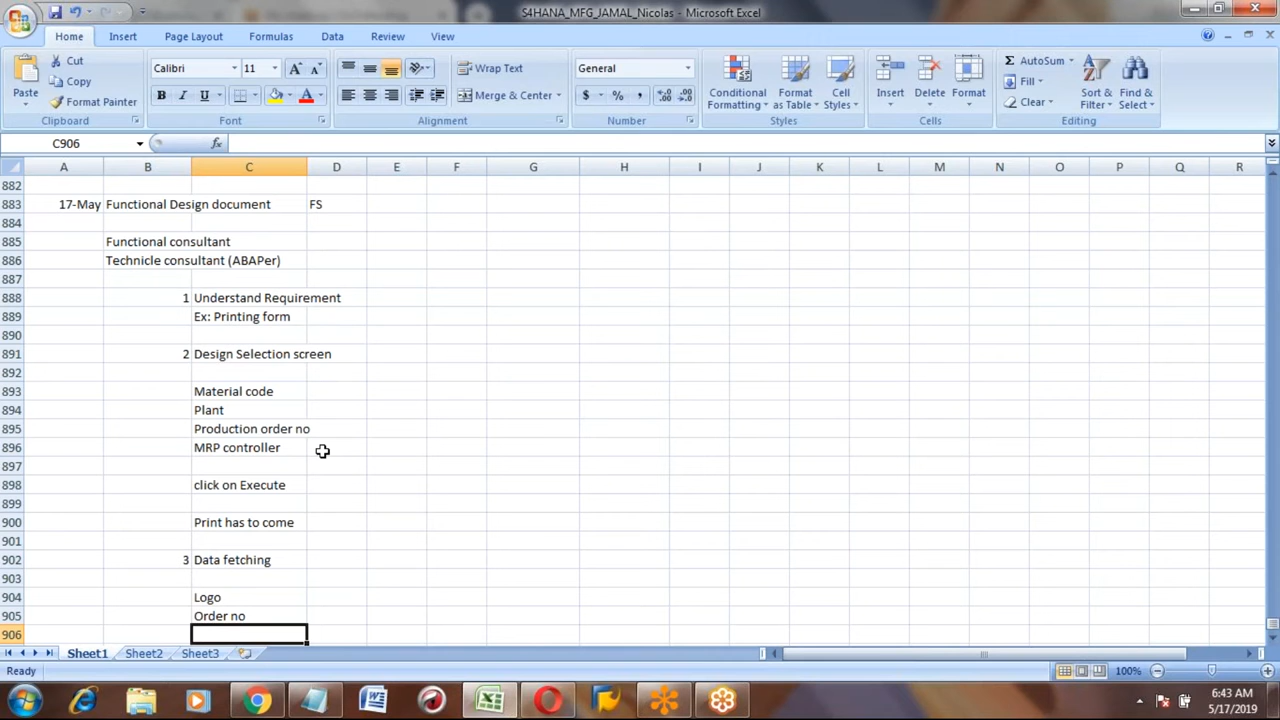 S4HANA_MFG_JAMAL_Nicolas - Microsoft Excel
Home Insert Page Layout Formulas Data Review View
Paste
Cut
Copy
Format Painter
Clipboard
Calibri 11
B I U
Font
Wrap Text
Merge & Center
Alignment
General
$ % ,
Number
Conditional Formatting
Format as Table
Cell Styles
Styles
Insert Delete Format
Cells
Σ AutoSum
Fill
Clear
Sort & Filter
Find & Select
Editing
C906 fx
A B C D E F G H I J K L M N O P Q R
882
883 17-May Functional Design document FS
884
885 Functional consultant
886 Technicle consultant (ABAPer)
887
888 1 Understand Requirement
889 Ex: Printing form
890
891 2 Design Selection screen
892
893 Material code
894 Plant
895 Production order no
896 MRP controller
897
898 click on Execute
899
900 Print has to come
901
902 3 Data fetching
903
904 Logo
905 Order no
906
Sheet1 Sheet2 Sheet3
Ready 100%
6:43 AM
5/17/2019